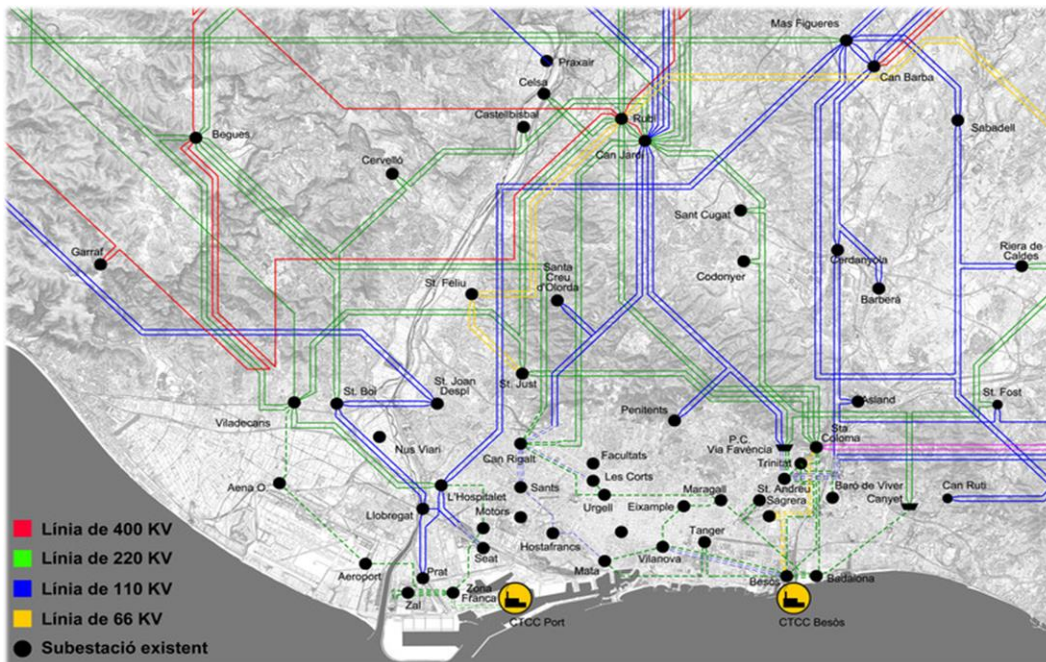 Mas Figueres
Praxair
Can Barba
Celsa
Castellbisbal
Rubí
Sabadell
Begues
Can Jardí
Cervelló
Sant Cugat
Garraf
Cerdanyola
Riera de
Caldes
Codonyer
Santa
Creu
d'Olorda
St. Feliu
Barberá
St. Just
St. Joan
Despí
St. Boi
Viladecans
Penitents
Asland
St. Fost
Sta
Coloma
P.C.
Via Favència
Nus Viari
Can Rigalt
Facultats
Trinitat
Les Corts
St. Andreu
Baró de Viver
Can Ruti
Canyet
Aena O.
L'Hospitalet
Sants
Urgell
Maragall
Sagrera
Eixample
Llobregat
Motors
Seat
Hostafrancs
Tanger
Vilanova
Mata
Besòs
Badalona
Aeroport
Prat
Zal
Zona
Franca
CTCC Port
CTCC Besòs
Línia de 400 KV
Línia de 220 KV
Línia de 110 KV
Línia de 66 KV
Subestació existent